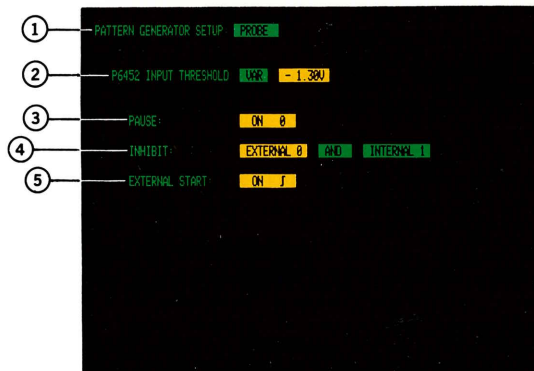 1 PATTERN GENERATOR SETUP PROBE
2 P6452 INPUT THRESHOLD VAR - 1.30V
3 PAUSE: ON 0
4 INHIBIT: EXTERNAL 0 AND INTERNAL 1
5 EXTERNAL START: ON ʃ